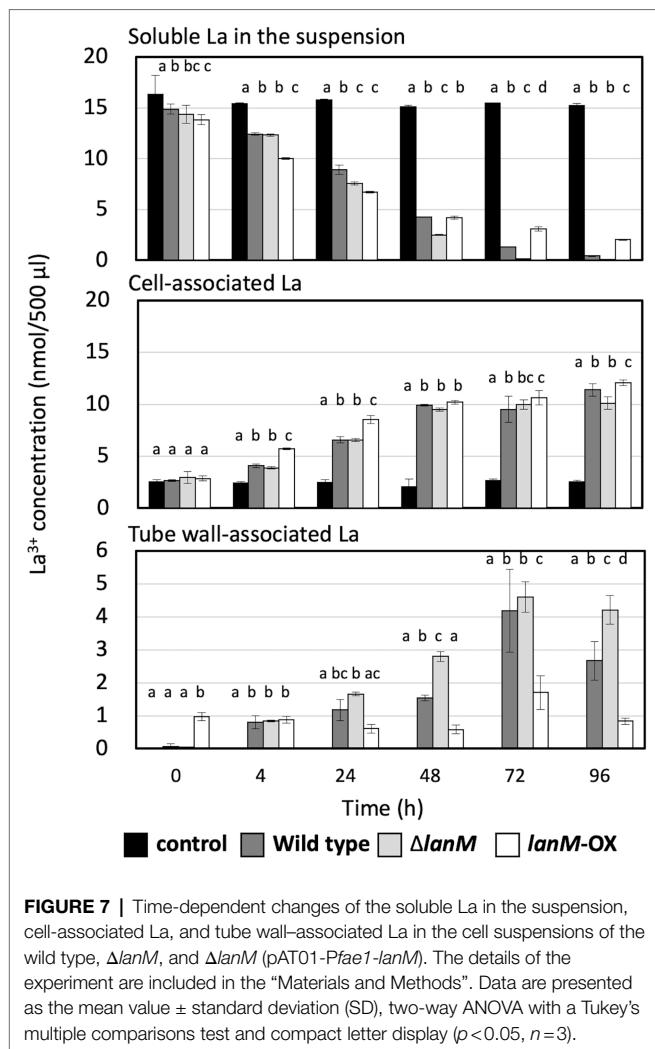 Soluble La in the suspension
20
a b bc c a b b c a b c c a b c b a b c d a b b c
15
10
5
0
Cell-associated La
20
15
a b b c a b bc c a b b c
a b b b
a b b c
10
a a a a
5
0
Tube wall-associated La
6
a b b c a b c d
5
4
a b c a
3
a bc b ac
2
a a a b a b b b
1
0
0 4 24 48 72 96
Time (h)
La³⁺ concentration (nmol/500 µl)
control Wild type ΔlanM lanM-OX
FIGURE 7 | Time-dependent changes of the soluble La in the suspension,
cell-associated La, and tube wall–associated La in the cell suspensions of the
wild type, ΔlanM, and ΔlanM (pAT01-Pfae1-lanM). The details of the
experiment are included in the “Materials and Methods”. Data are presented
as the mean value ± standard deviation (SD), two-way ANOVA with a Tukey’s
multiple comparisons test and compact letter display (p<0.05, n=3).